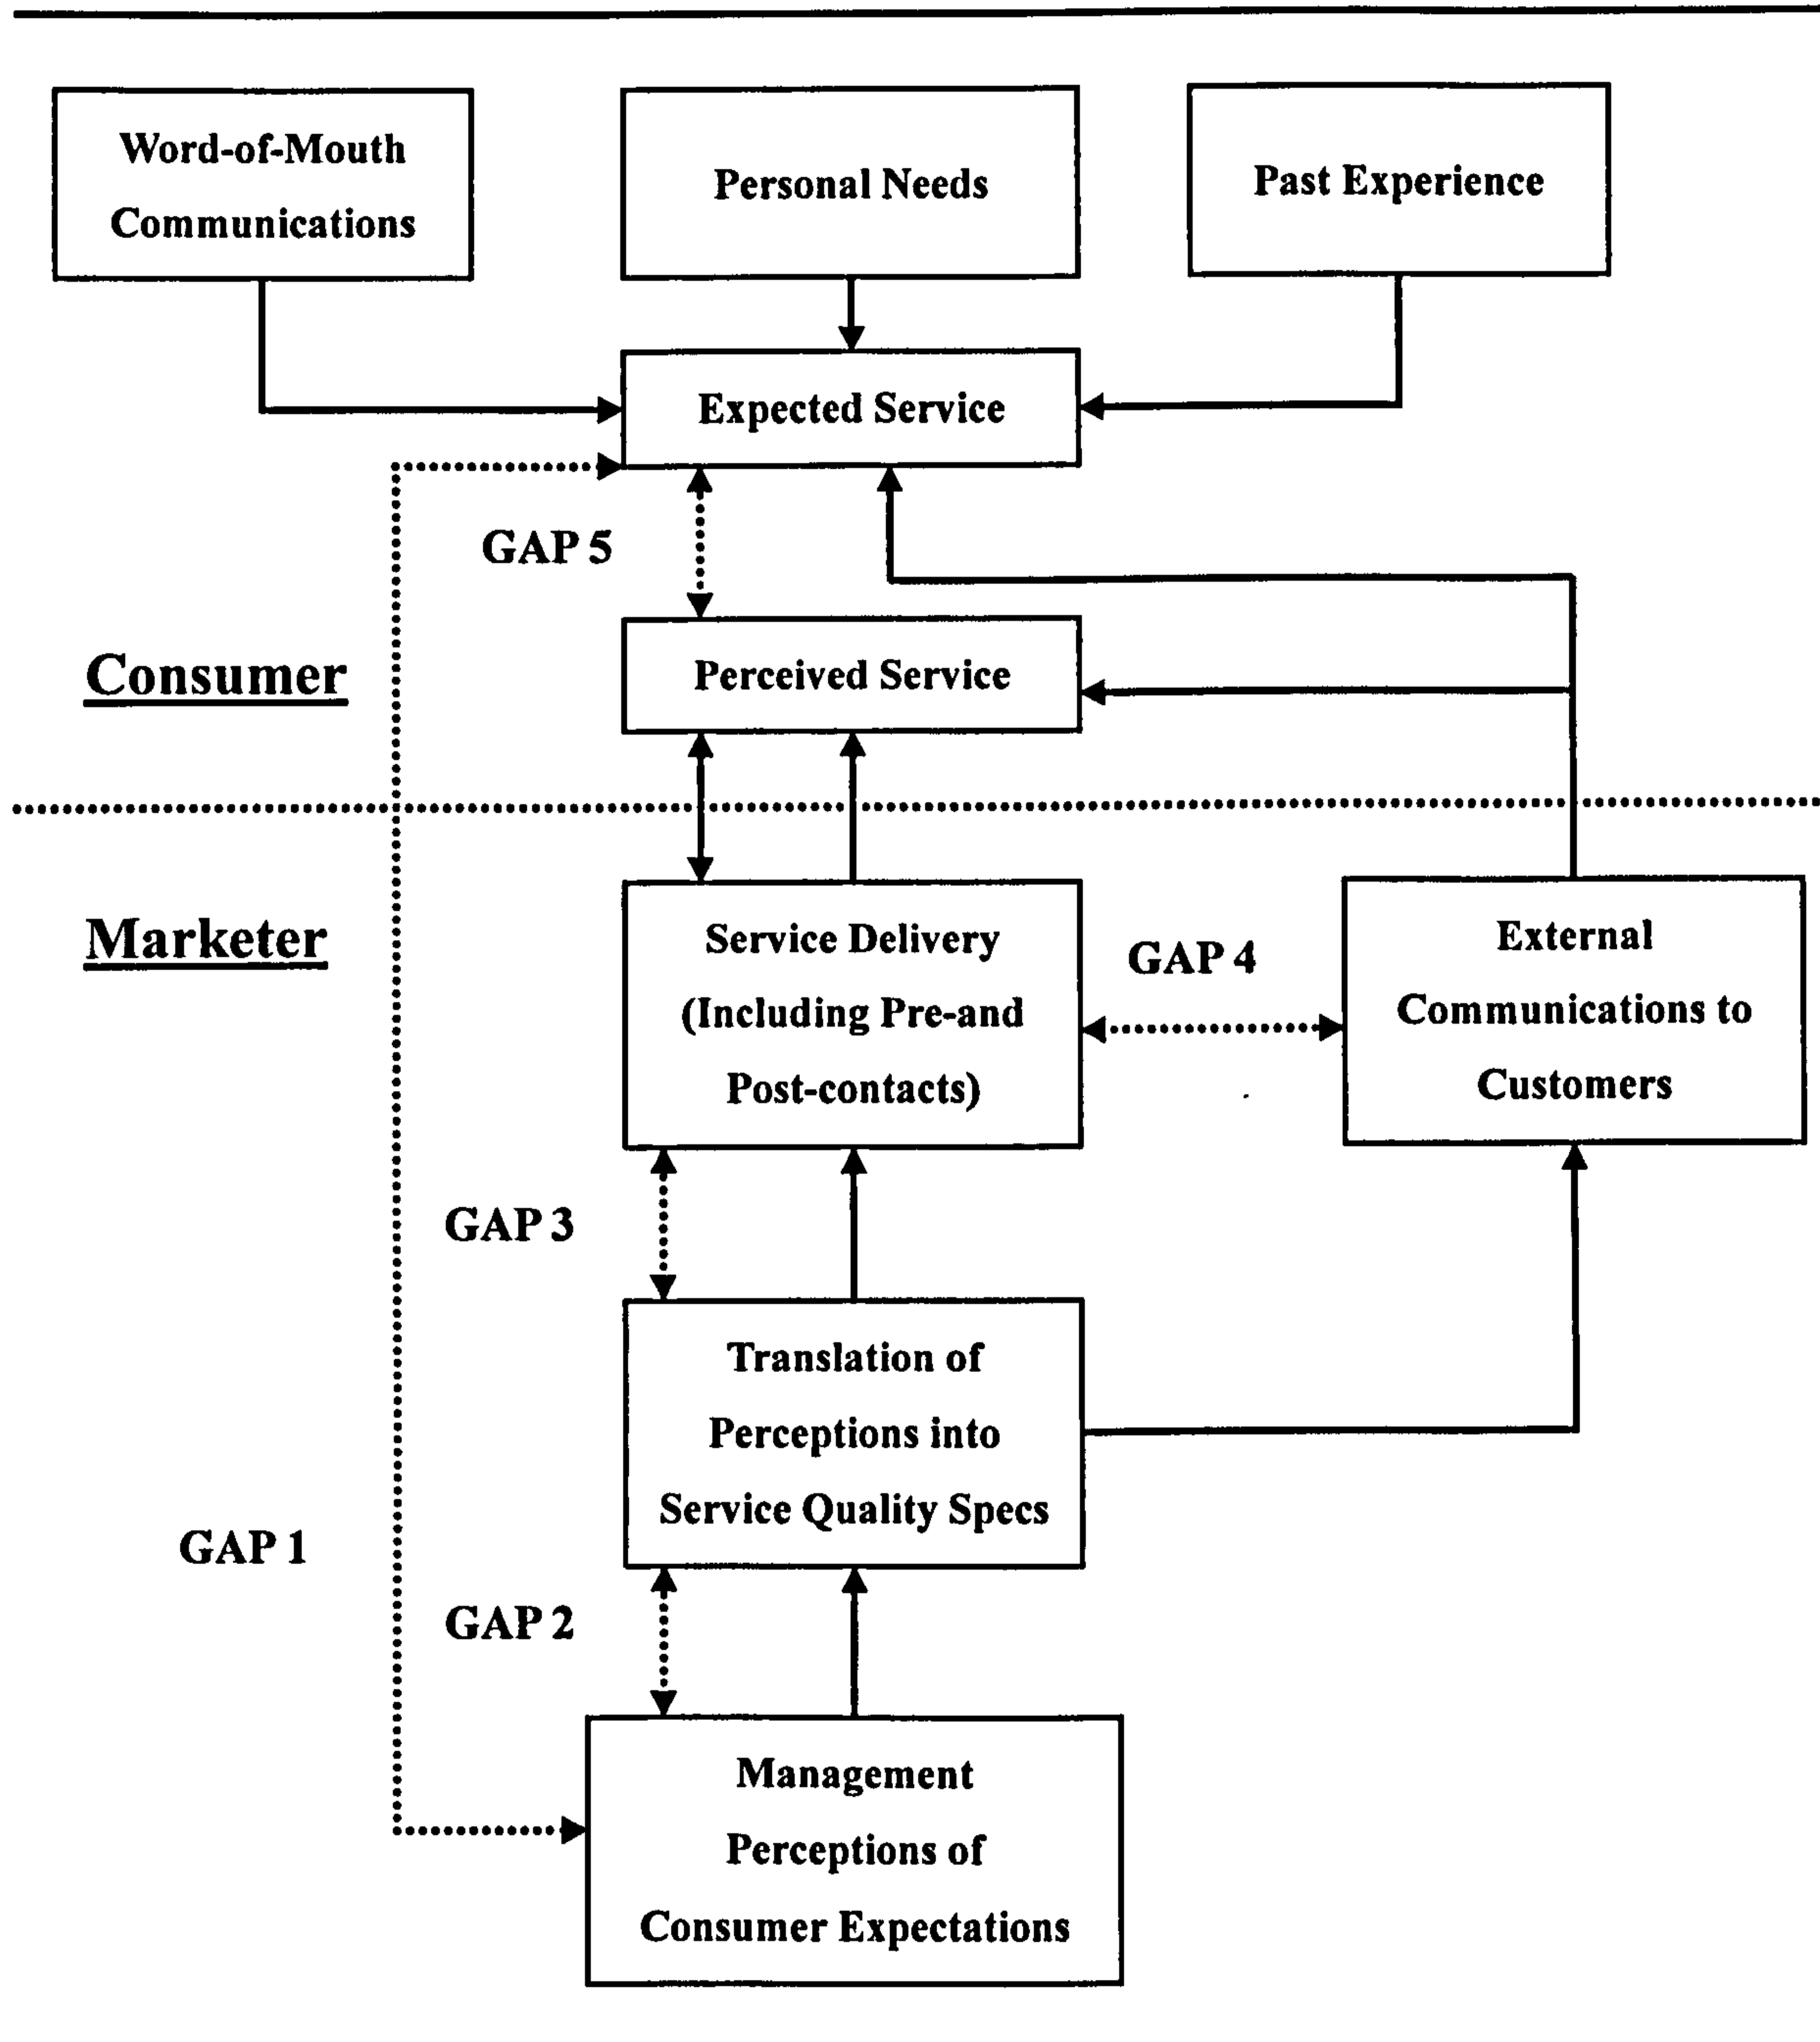 Word-of-Mouth
Communications
Personal Needs
Past Experience
Expected Service
GAP 5
Consumer
Perceived Service
Marketer
Service Delivery
(Including Pre-and
Post-contacts)
GAP 4
External
Communications to
Customers
GAP 3
Translation of
Perceptions into
Service Quality Specs
GAP 1
GAP 2
Management
Perceptions of
Consumer Expectations